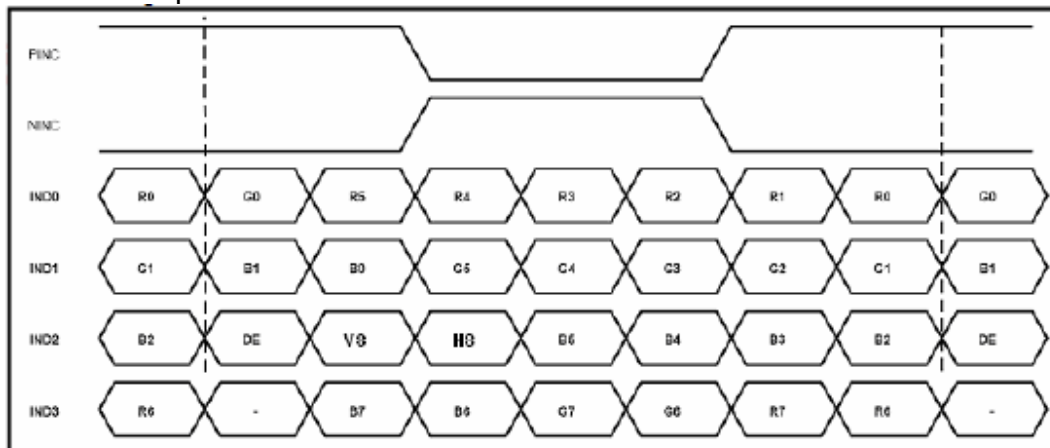 PINC
NINC
IND0 R0 G0 R5 R4 R3 R2 R1 R0 G0
IND1 G1 B1 B0 G5 G4 G3 G2 G1 B1
IND2 B2 DE VS HS B5 B4 B3 B2 DE
IND3 R6 - B7 B6 G7 G6 R7 R6 -